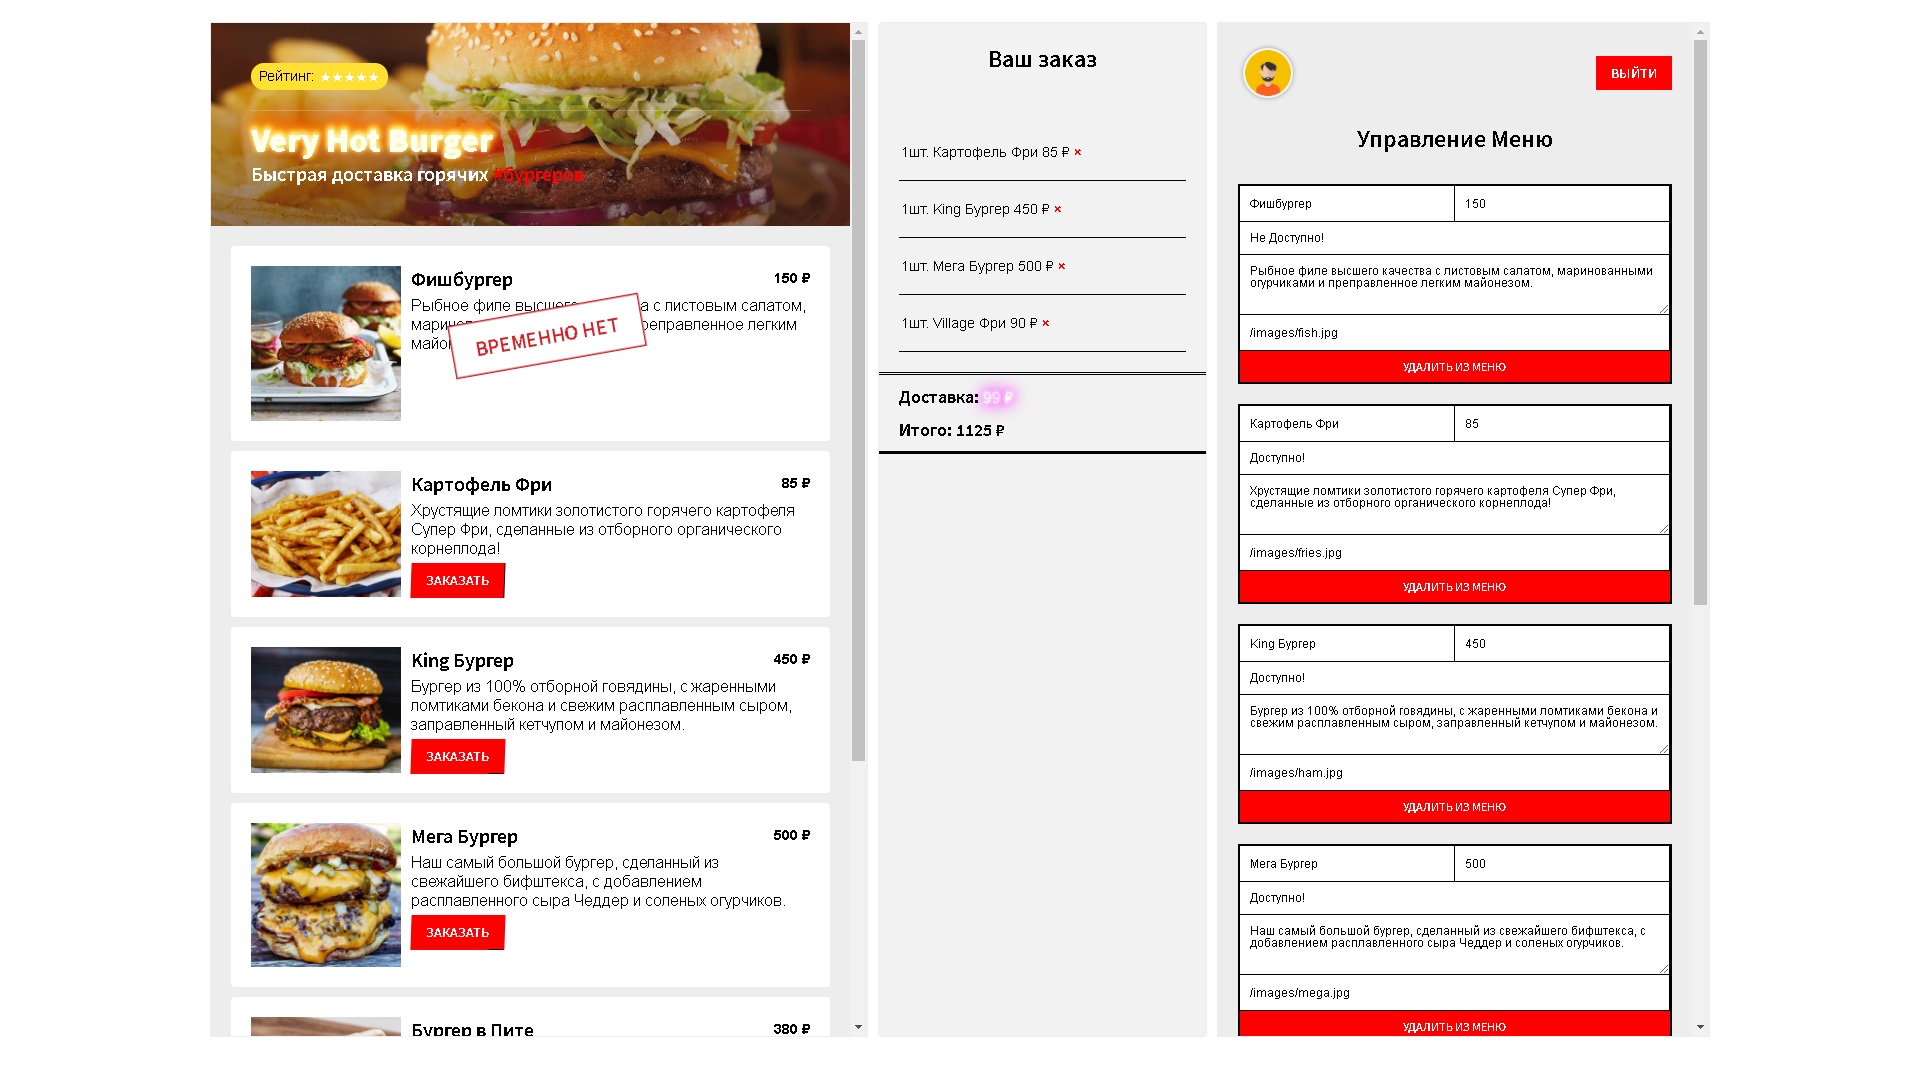 Рейтинг: ★★★★★
Very Hot Burger
Быстрая доставка горячих #бургеров
Фишбургер
150 ₽
Рыбное филе высшего а с листовым салатом,
реправленное легким
ВРЕМЕННО НЕТ
Картофель Фри
85 ₽
Хрустящие ломтики золотистого горячего картофеля
Супер Фри, сделанные из отборного органического
корнеплода!
ЗАКАЗАТЬ
King Бургер
450 ₽
Бургер из 100% отборной говядины, с жаренными
ломтиками бекона и свежим расплавленным сыром,
заправленный кетчупом и майонезом.
ЗАКАЗАТЬ
Мега Бургер
500 ₽
Наш самый большой бургер, сделанный из
свежайшего бифштекса, с добавлением
расплавленного сыра Чеддер и соленых огурчиков.
ЗАКАЗАТЬ
Бургер в Пите
380 ₽
Ваш заказ
1шт. Картофель Фри 85 ₽ ×
1шт. King Бургер 450 ₽ ×
1шт. Мега Бургер 500 ₽ ×
1шт. Village Фри 90 ₽ ×
Доставка: 99 ₽
Итого: 1125 ₽
ВЫЙТИ
Управление Меню
Фишбургер
150
Не Доступно!
Рыбное филе высшего качества с листовым салатом, маринованными
огурчиками и преправленное легким майонезом.
/images/fish.jpg
УДАЛИТЬ ИЗ МЕНЮ
Картофель Фри
85
Доступно!
Хрустящие ломтики золотистого горячего картофеля Супер Фри,
сделанные из отборного органического корнеплода!
/images/fries.jpg
УДАЛИТЬ ИЗ МЕНЮ
King Бургер
450
Доступно!
Бургер из 100% отборной говядины, с жаренными ломтиками бекона и
свежим расплавленным сыром, заправленный кетчупом и майонезом.
/images/ham.jpg
УДАЛИТЬ ИЗ МЕНЮ
Мега Бургер
500
Доступно!
Наш самый большой бургер, сделанный из свежайшего бифштекса, с
добавлением расплавленного сыра Чеддер и соленых огурчиков.
/images/mega.jpg
УДАЛИТЬ ИЗ МЕНЮ